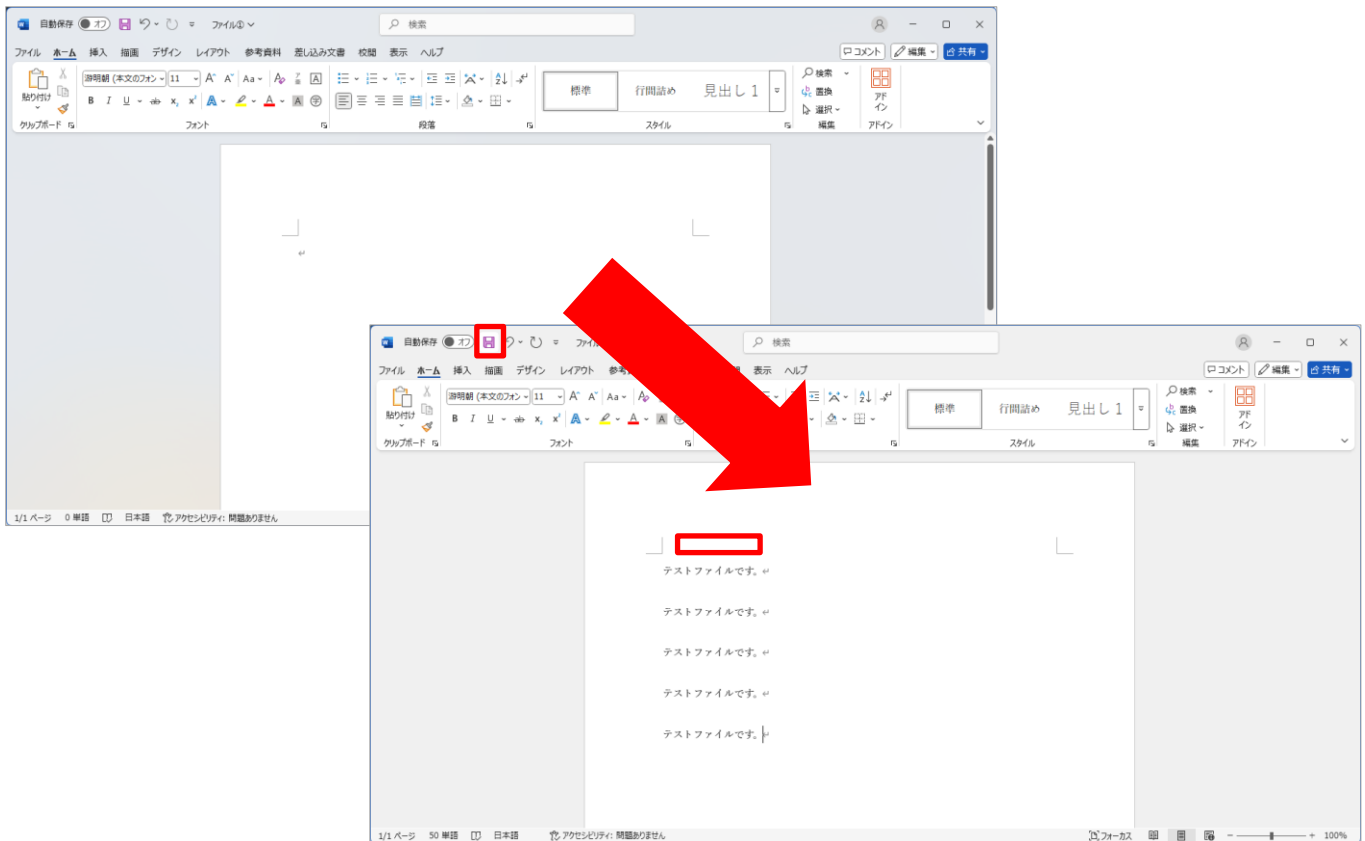 自動保存 オフ ファイル① 検索
ファイル ホーム 挿入 描画 デザイン レイアウト 参考資料 差し込み文書 校閲 表示 ヘルプ コメント 編集 共有
貼り付け 游明朝 (本文のフォン 11 A A Aa 標準 行間詰め 見出し 1 検索 置換 選択 アド イン
B I U ab x₂ x² A A A
クリップボード フォント 段落 スタイル 編集 アドイン
1/1 ページ 0 単語 日本語 アクセシビリティ: 問題ありません
自動保存 オフ 検索
ファイル ホーム 挿入 描画 デザイン レイアウト 表示 ヘルプ コメント 編集 共有
貼り付け 游明朝 (本文のフォン 11 A A Aa 標準 行間詰め 見出し 1 検索 置換 選択 アド イン
B I U ab x₂ x² A A A
クリップボード フォント スタイル 編集 アドイン
テストファイルです。
テストファイルです。
テストファイルです。
テストファイルです。
テストファイルです。
1/1 ページ 50 単語 日本語 アクセシビリティ: 問題ありません フォーカス 100%